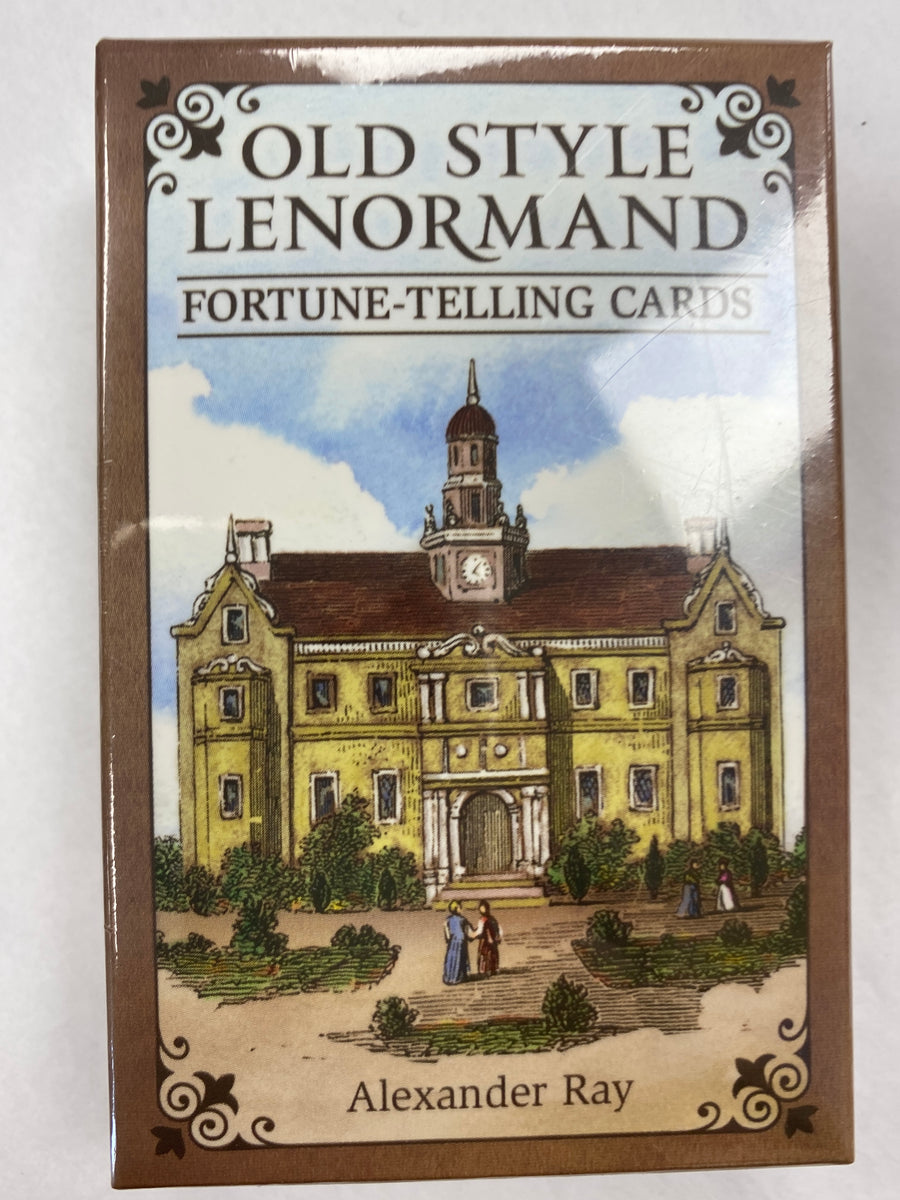 OLD STYLE
LENORMAND
FORTUNE-TELLING CARDS
Alexander Ray